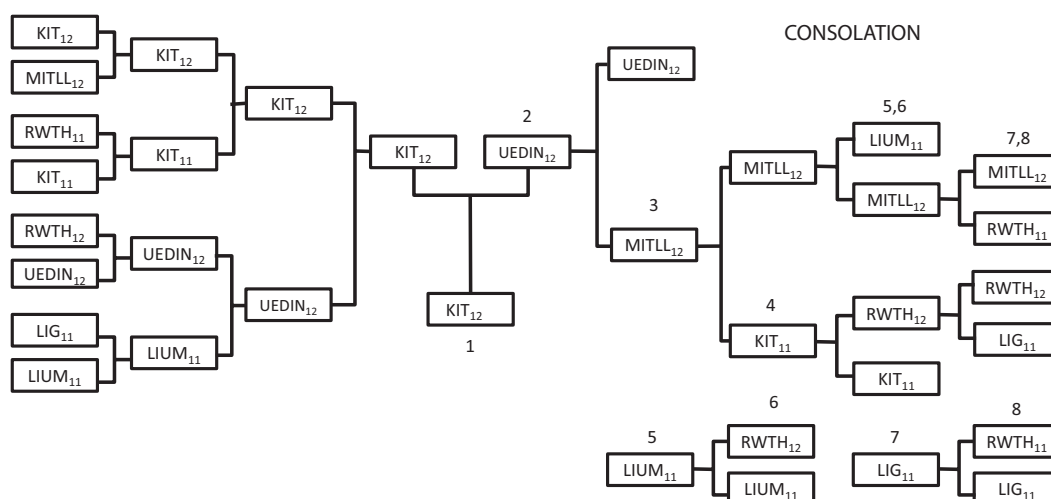 CONSOLATION
KIT12
MITLL12
RWTH11
KIT11
RWTH12
UEDIN12
LIG11
LIUM11
KIT12
KIT11
UEDIN12
LIUM11
KIT12
UEDIN12
KIT12
KIT12
1
2
UEDIN12
UEDIN12
3
MITLL12
MITLL12
4
KIT11
5,6
LIUM11
MITLL12
RWTH12
KIT11
7,8
MITLL12
RWTH11
RWTH12
LIG11
5
LIUM11
6
RWTH12
LIUM11
7
LIG11
8
RWTH11
LIG11